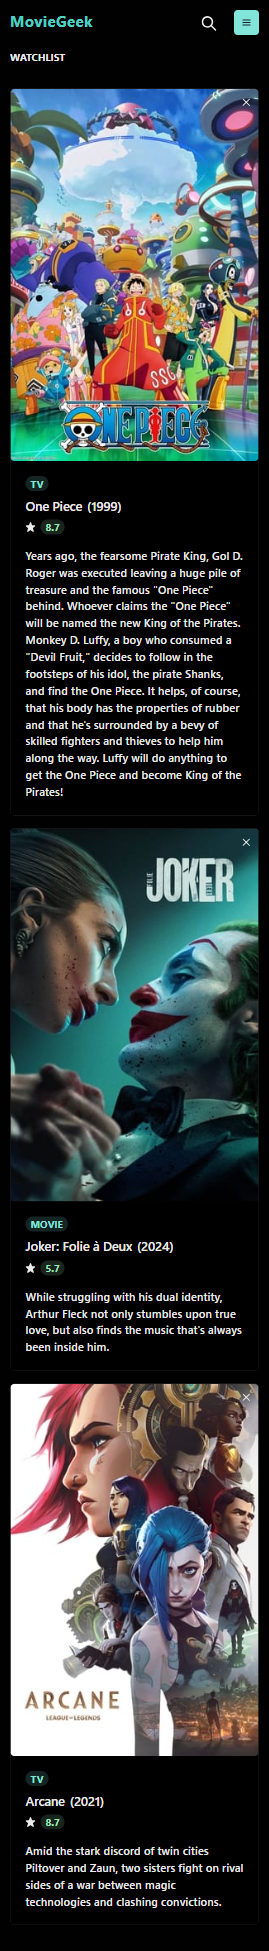 MovieGeek
WATCHLIST
SSG
ONE PIECE
TV
One Piece (1999)
8.7
Years ago, the fearsome Pirate King, Gol D.
Roger was executed leaving a huge pile of
treasure and the famous "One Piece"
behind. Whoever claims the "One Piece"
will be named the new King of the Pirates.
Monkey D. Luffy, a boy who consumed a
"Devil Fruit," decides to follow in the
footsteps of his idol, the pirate Shanks,
and find the One Piece. It helps, of course,
that his body has the properties of rubber
and that he's surrounded by a bevy of
skilled fighters and thieves to help him
along the way. Luffy will do anything to
get the One Piece and become King of the
Pirates!
JOKER
FOLIE
MOVIE
Joker: Folie à Deux (2024)
5.7
While struggling with his dual identity,
Arthur Fleck not only stumbles upon true
love, but also finds the music that's always
been inside him.
ARCANE
LEAGUE OF LEGENDS
TV
Arcane (2021)
8.7
Amid the stark discord of twin cities
Piltover and Zaun, two sisters fight on rival
sides of a war between magic
technologies and clashing convictions.